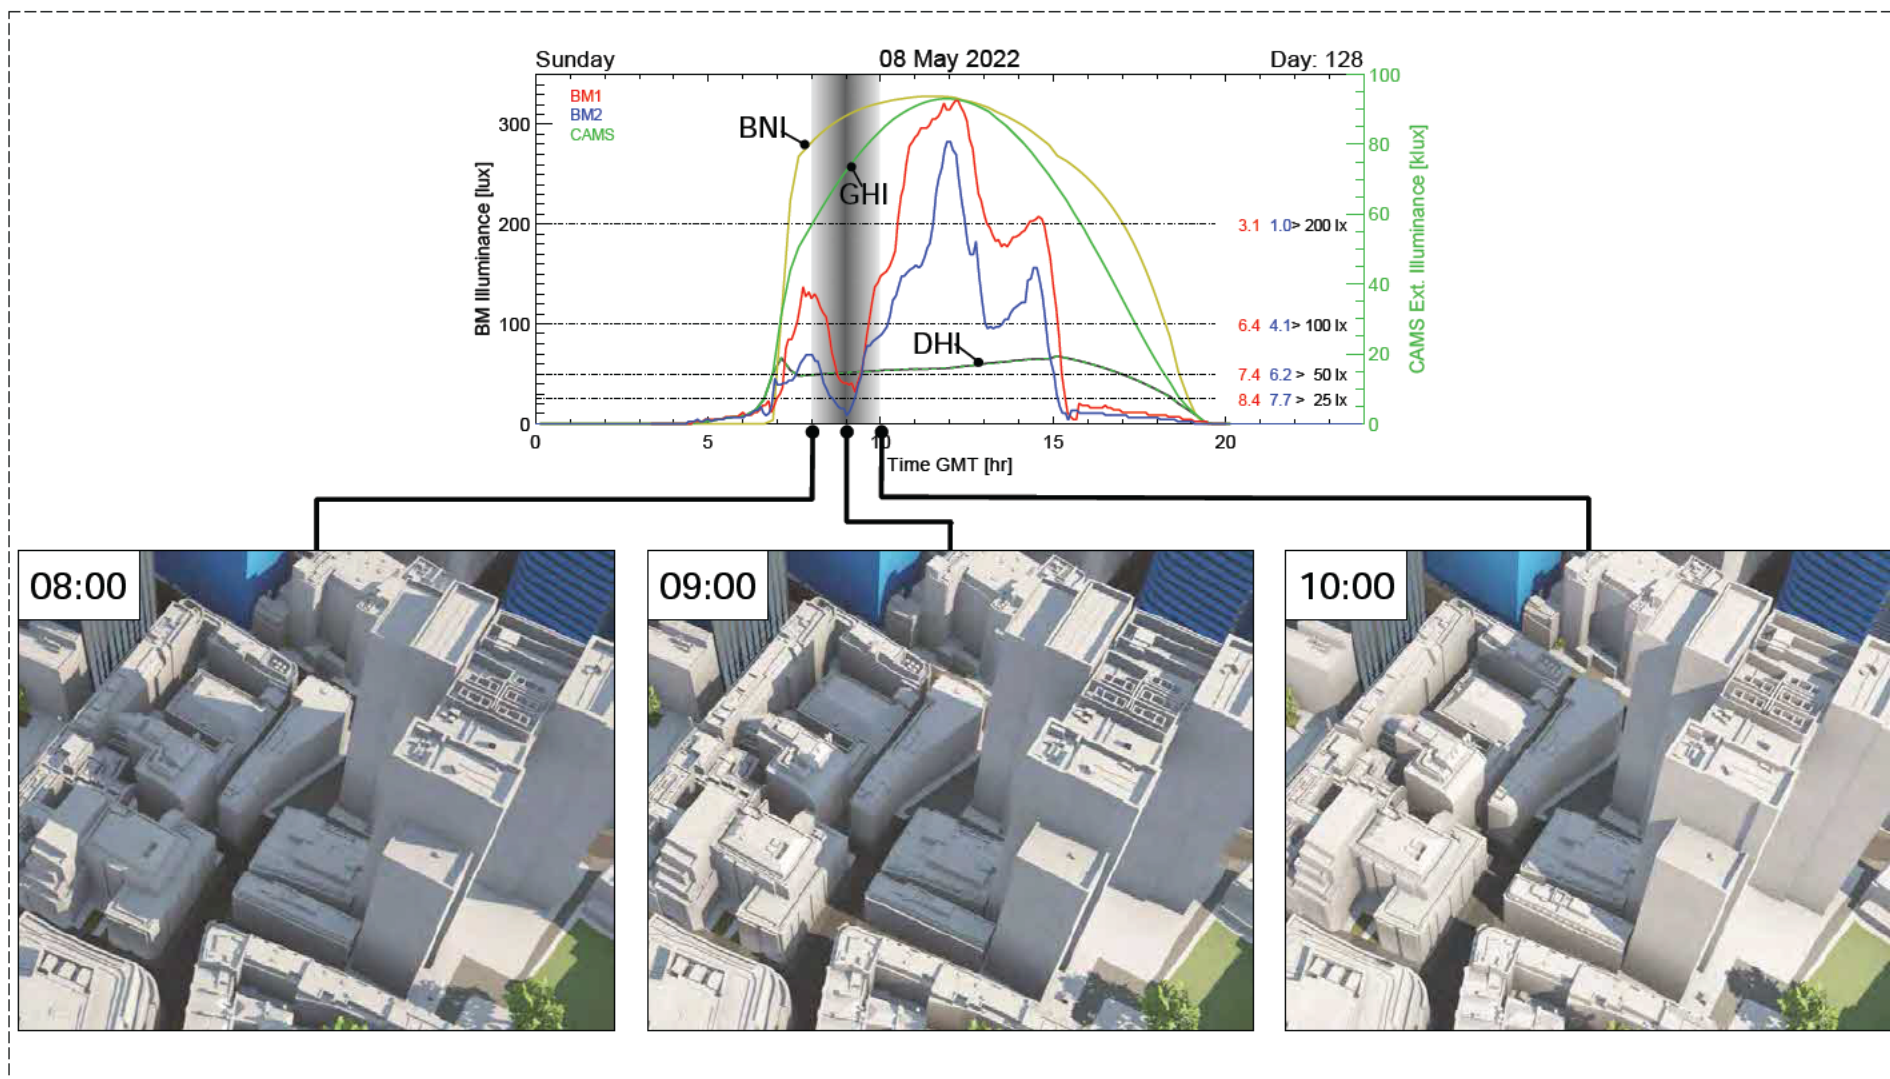 Sunday 08 May 2022 Day: 128
BM1
BM2
CAMS
BNI
GHI
DHI
BM Illuminance [lux]
300
200
100
0
CAMS Ext. Illuminance [klux]
100
80
60
40
20
0
3.1 1.0> 200 lx
6.4 4.1> 100 lx
7.4 6.2 > 50 lx
8.4 7.7 > 25 lx
0 5 10 15 20
Time GMT [hr]
08:00 09:00 10:00